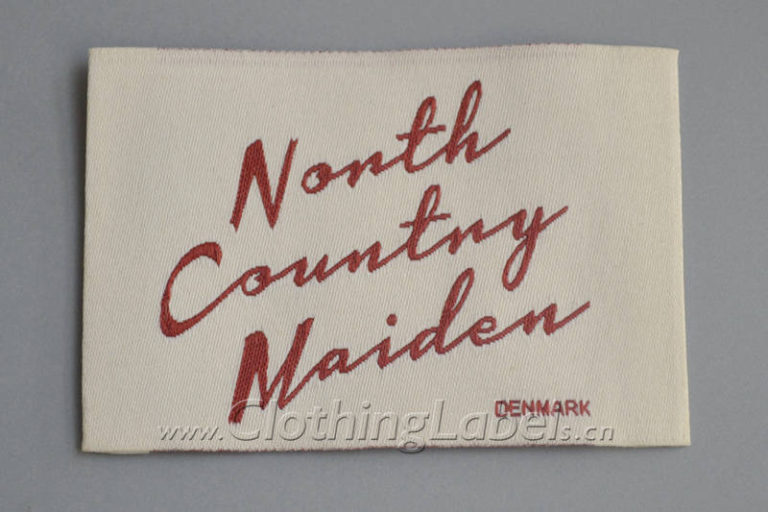 North
Country
Maiden
DENMARK
www.ClothingLabels.cn